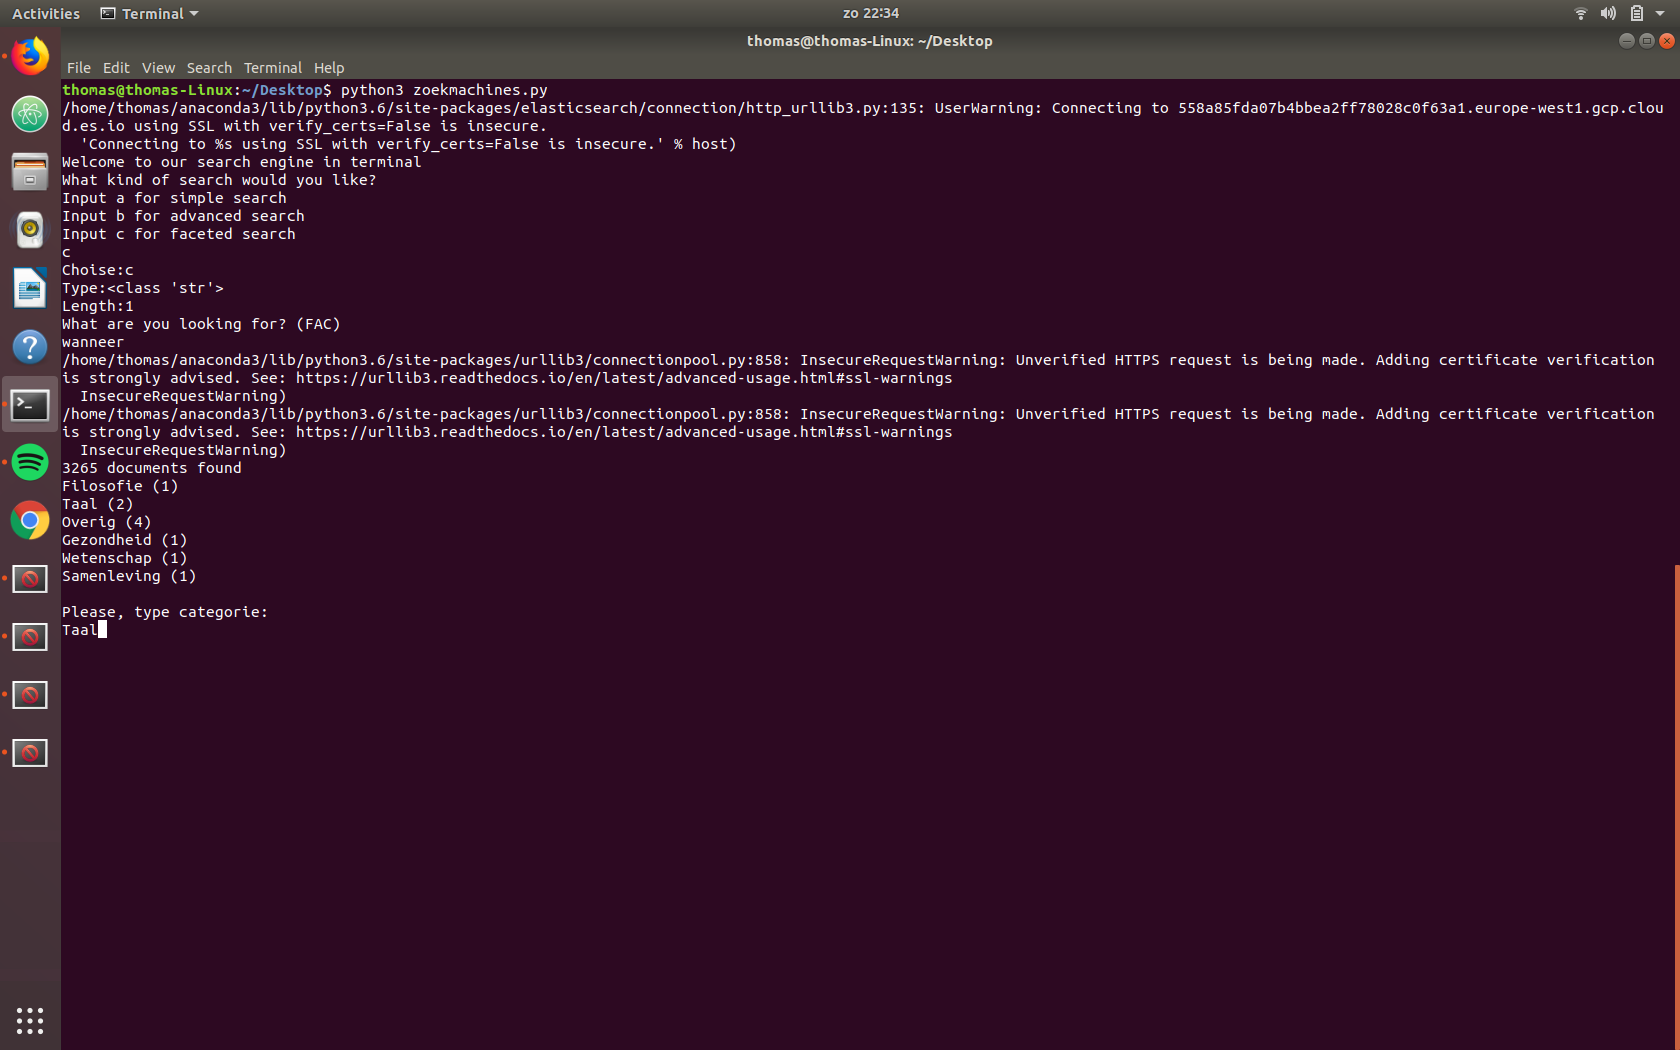 Activities Terminal zo 22:34
thomas@thomas-Linux: ~/Desktop
File Edit View Search Terminal Help
thomas@thomas-Linux:~/Desktop$ python3 zoekmachines.py
/home/thomas/anaconda3/lib/python3.6/site-packages/elasticsearch/connection/http_urllib3.py:135: UserWarning: Connecting to 558a85fda07b4bbea2ff78028c0f63a1.europe-west1.gcp.clou
d.es.io using SSL with verify_certs=False is insecure.
  'Connecting to %s using SSL with verify_certs=False is insecure.' % host)
Welcome to our search engine in terminal
What kind of search would you like?
Input a for simple search
Input b for advanced search
Input c for faceted search
c
Choise:c
Type:<class 'str'>
Length:1
What are you looking for? (FAC)
wanneer
/home/thomas/anaconda3/lib/python3.6/site-packages/urllib3/connectionpool.py:858: InsecureRequestWarning: Unverified HTTPS request is being made. Adding certificate verification
is strongly advised. See: https://urllib3.readthedocs.io/en/latest/advanced-usage.html#ssl-warnings
  InsecureRequestWarning)
/home/thomas/anaconda3/lib/python3.6/site-packages/urllib3/connectionpool.py:858: InsecureRequestWarning: Unverified HTTPS request is being made. Adding certificate verification
is strongly advised. See: https://urllib3.readthedocs.io/en/latest/advanced-usage.html#ssl-warnings
  InsecureRequestWarning)
3265 documents found
Filosofie (1)
Taal (2)
Overig (4)
Gezondheid (1)
Wetenschap (1)
Samenleving (1)
Please, type categorie:
Taal